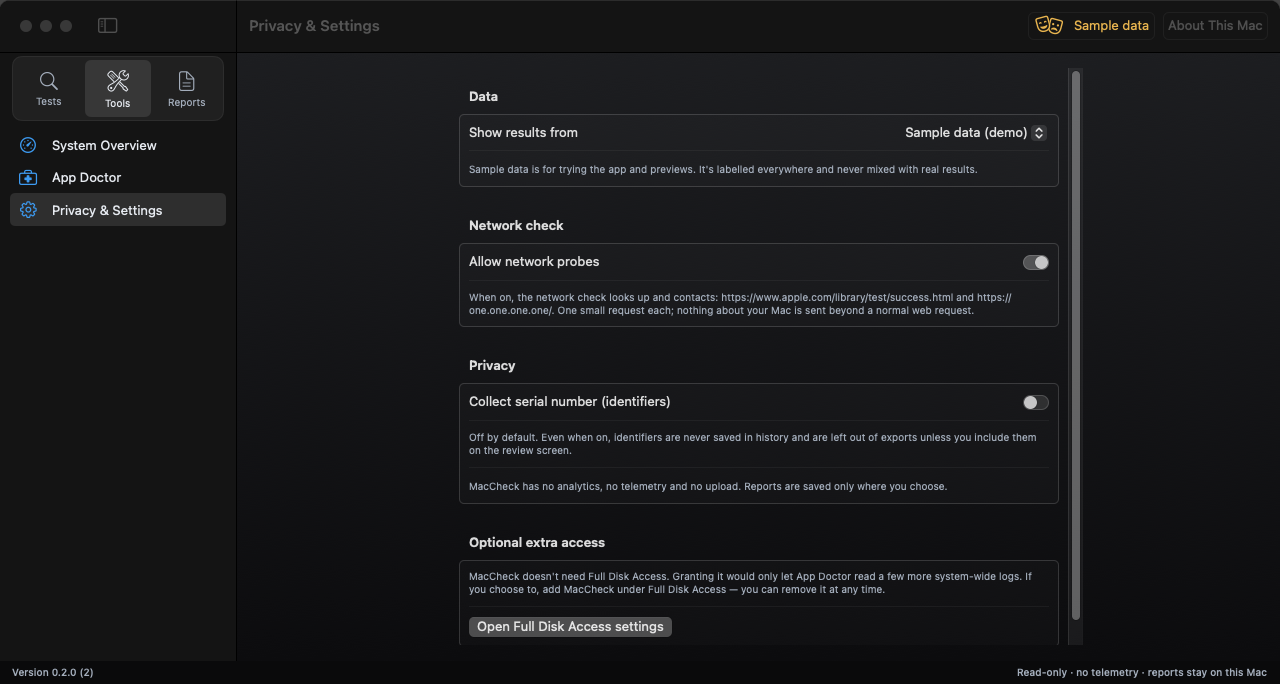 Privacy & Settings
Sample data
About This Mac
Tests
Tools
Reports
System Overview
App Doctor
Privacy & Settings
Data
Show results from
Sample data (demo)
Sample data is for trying the app and previews. It's labelled everywhere and never mixed with real results.
Network check
Allow network probes
When on, the network check looks up and contacts: https://www.apple.com/library/test/success.html and https://
one.one.one.one/. One small request each; nothing about your Mac is sent beyond a normal web request.
Privacy
Collect serial number (identifiers)
Off by default. Even when on, identifiers are never saved in history and are left out of exports unless you include them
on the review screen.
MacCheck has no analytics, no telemetry and no upload. Reports are saved only where you choose.
Optional extra access
MacCheck doesn't need Full Disk Access. Granting it would only let App Doctor read a few more system-wide logs. If
you choose to, add MacCheck under Full Disk Access — you can remove it at any time.
Open Full Disk Access settings
Version 0.2.0 (2)
Read-only · no telemetry · reports stay on this Mac